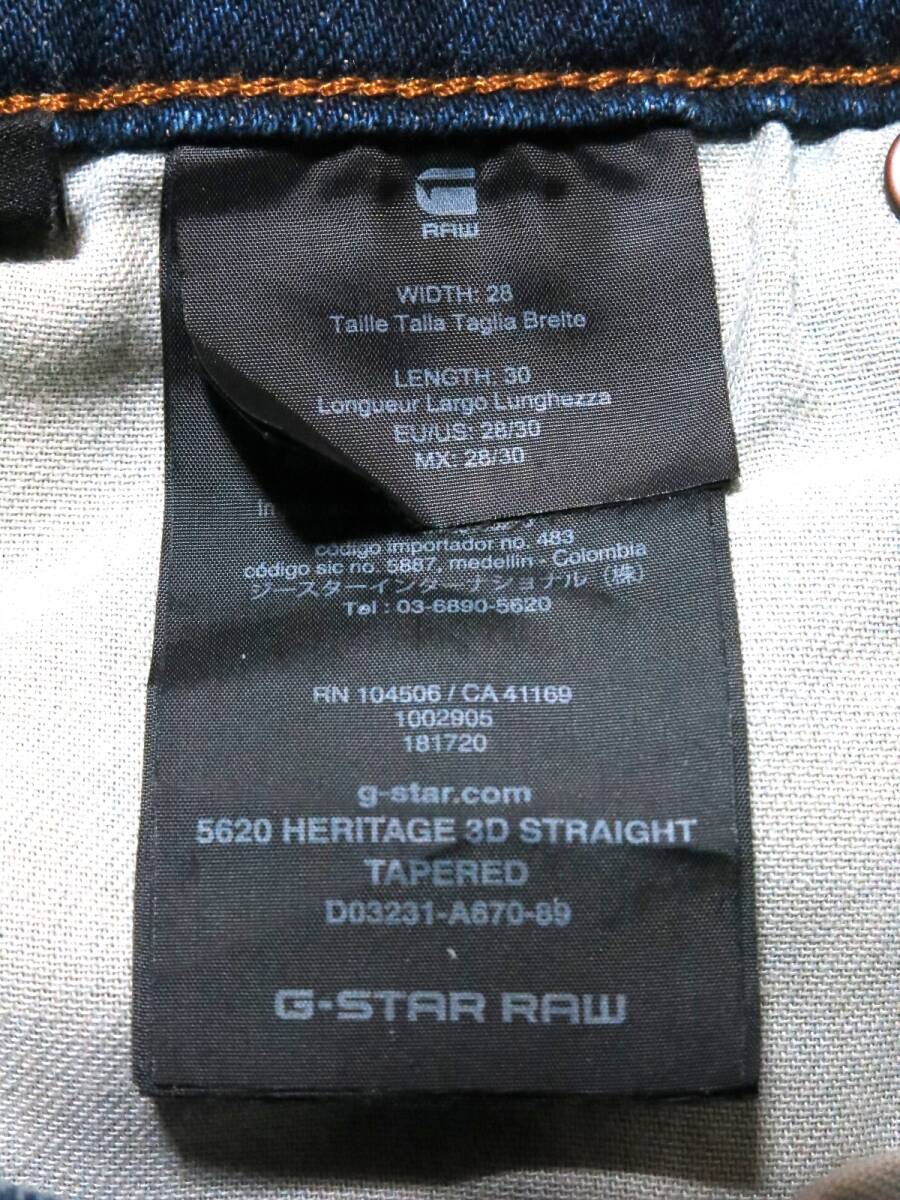 RAW
WIDTH: 28
Taille Talla Taglia Breite
LENGTH: 30
Longueur Largo Lunghezza
EU/US: 28/30
MX: 28/30
código importador no. 483
código sic no. 5887, medellin - Colombia
ジースターインターナショナル（株）
Tel : 03-6890-5620
RN 104506 / CA 41169
1002905
181720
g-star.com
5620 HERITAGE 3D STRAIGHT
TAPERED
D03231-A670-89
G-STAR RAW